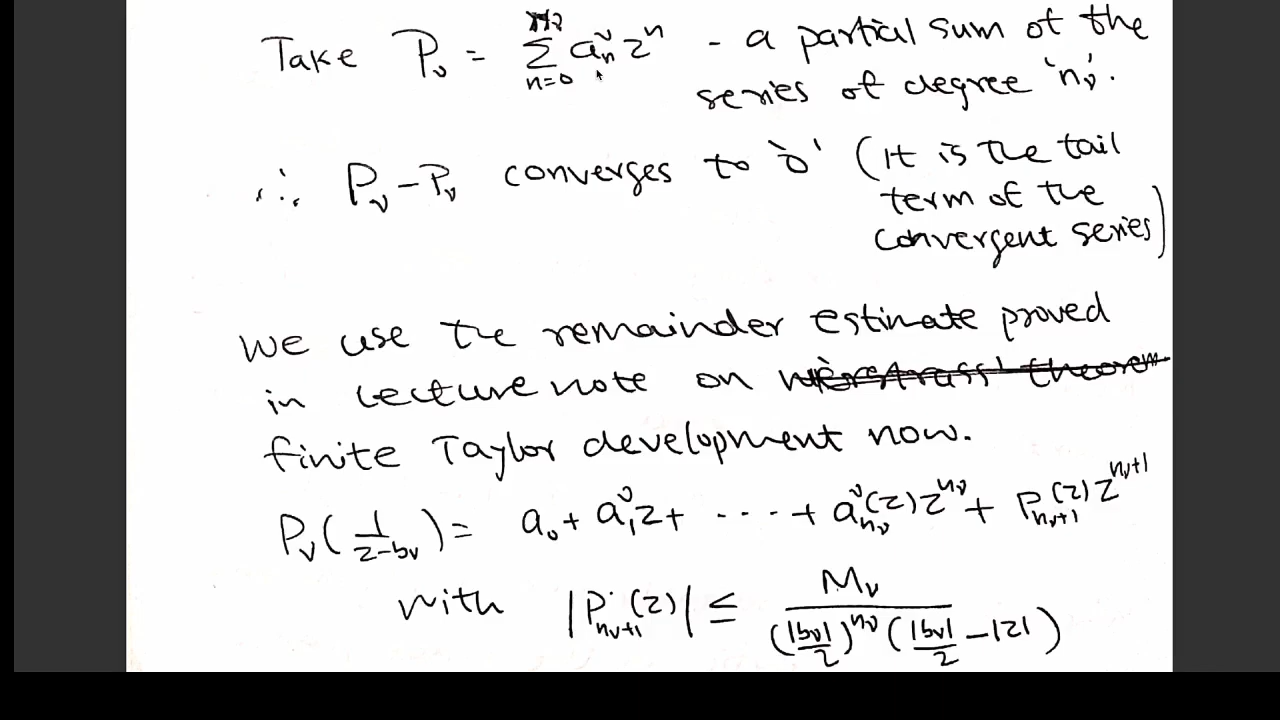 Take P_ν = Σ_{n=0} a_n^ν z^n - a partial sum of the
series of degree 'n_ν'.
∴ P_ν - P_ν converges to '0' (It is the tail
term of the
convergent series)
We use the remainder estimate proved
in lecture note on
finite Taylor development now.
P_ν(1/(z-b_ν)) = a_0 + a_1^ν z + ---- + a_{n_ν}^ν(z) z^{n_ν} + P_{n_ν+1}(z) z^{n_ν+1}
with |P_{n_ν+1}(z)| ≤ M_ν / ((|b_ν|/2)^{n_ν} (|b_ν|/2 - |z|))